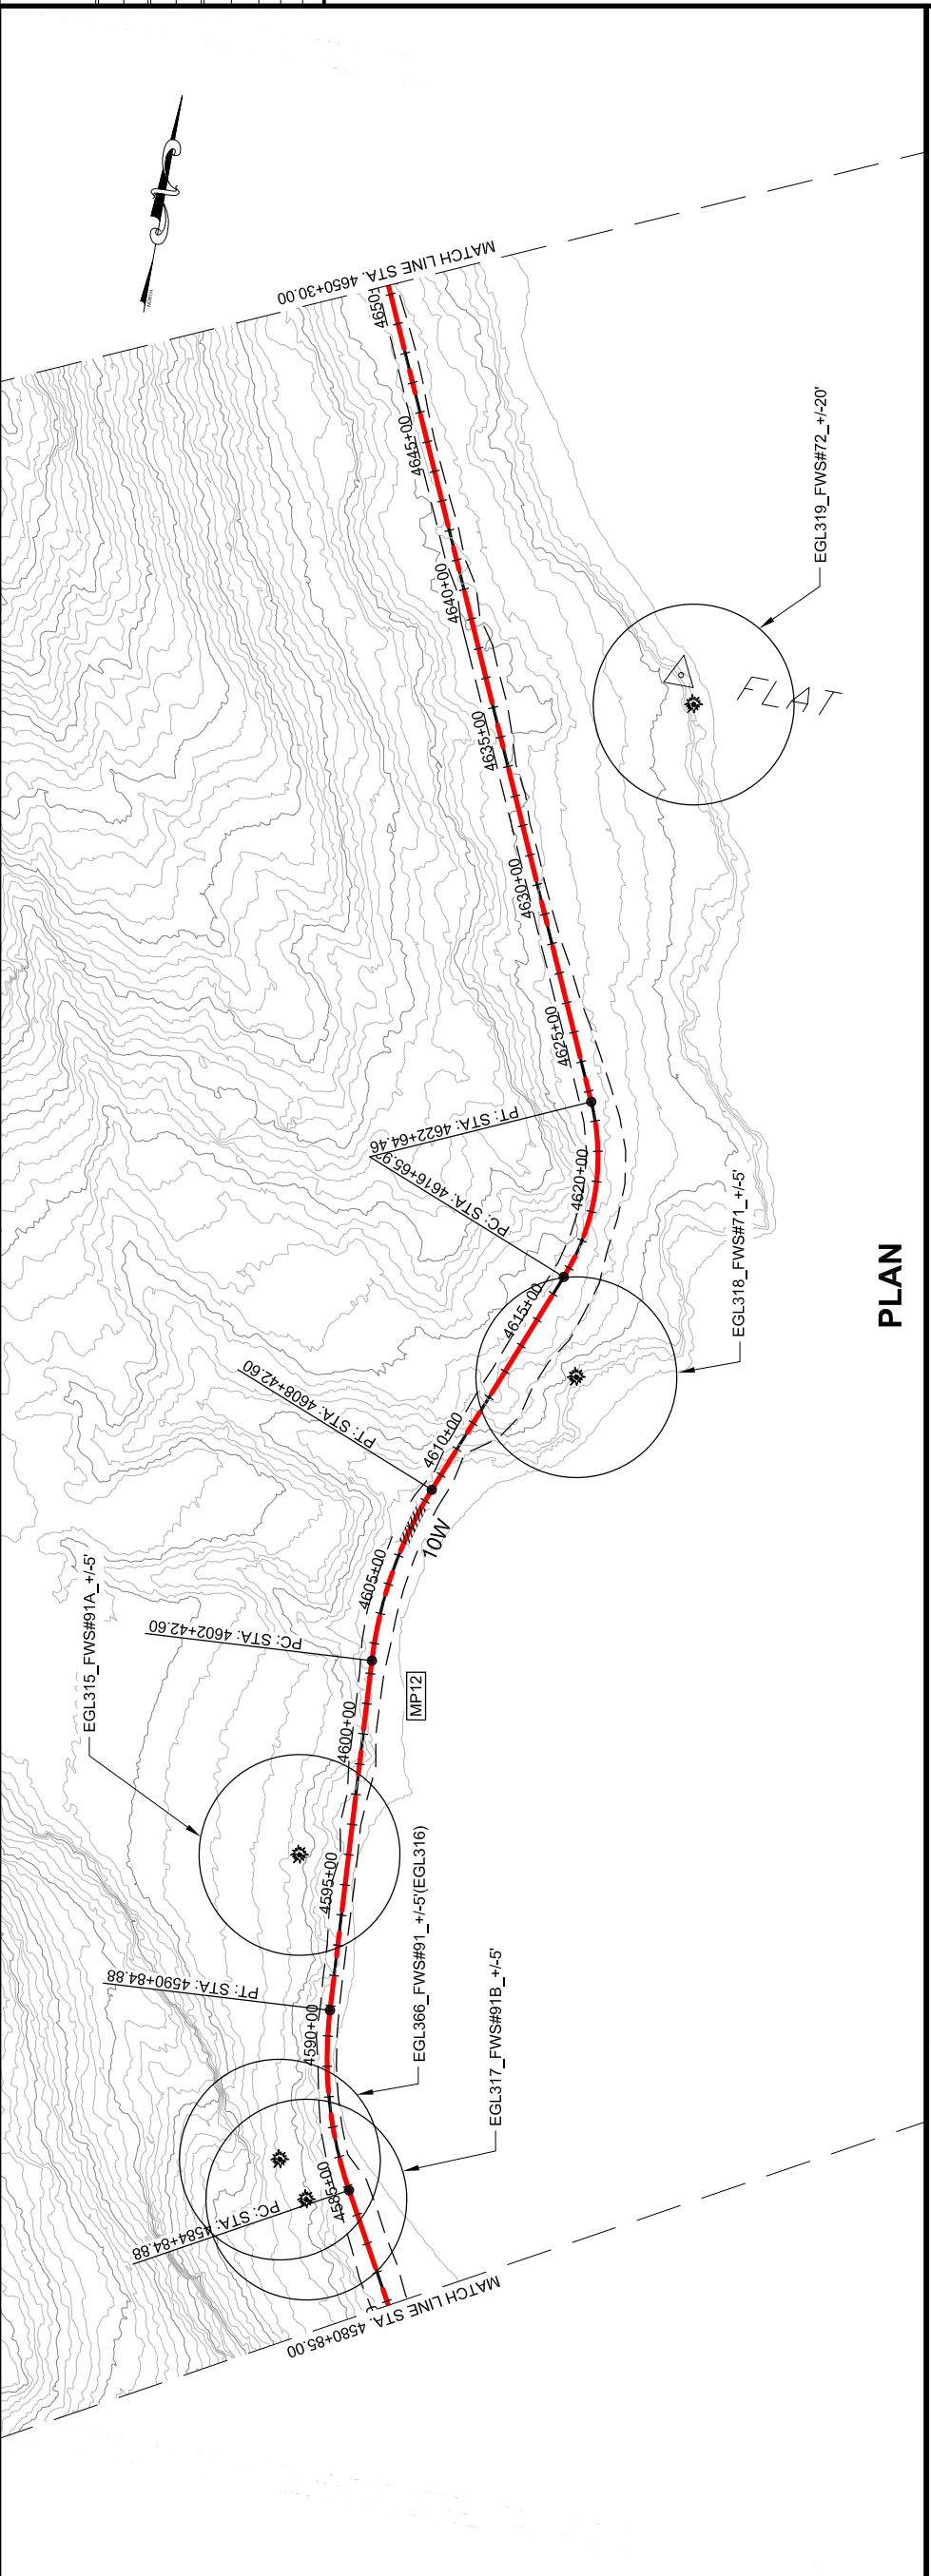 NORTH
MATCH LINE STA. 4650+30.00
4650+
4645+00
EGL319_FWS#72_+/-20'
4640+00
FLAT
4635+00
4630+00
4625+00
PT: STA: 4622+64.46
PC: STA: 4616+65.97
4620+00
EGL318_FWS#71_+/-5'
4615+00
PLAN
PT: STA: 4608+42.60
4610+00
10W
4605+00
EGL315_FWS#91A_+/-5'
PC: STA: 4602+42.60
MP12
4600+00
4595+00
EGL366_FWS#91_+/-5'(EGL316)
PT: STA: 4590+84.88
EGL317_FWS#91B_+/-5'
4590+00
4585+00
PC: STA: 4584+84.88
MATCH LINE STA. 4580+85.00